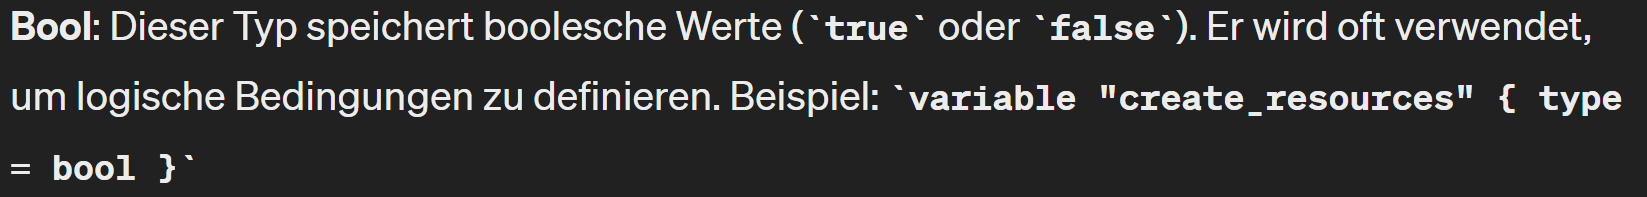 Bool: Dieser Typ speichert boolesche Werte (`true` oder `false`). Er wird oft verwendet,
um logische Bedingungen zu definieren. Beispiel: `variable "create_resources" { type
= bool }`